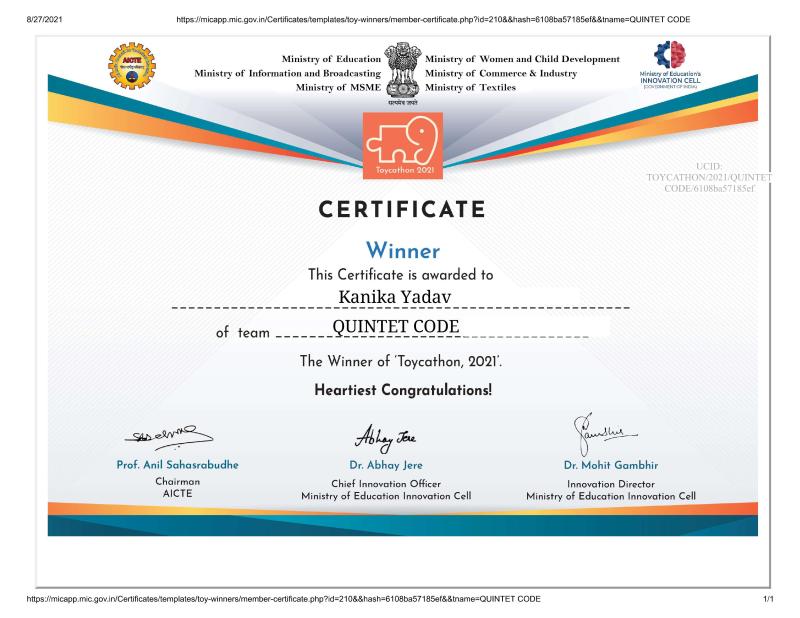 8/27/2021 https://micapp.mic.gov.in/Certificates/templates/toy-winners/member-certificate.php?id=210&&hash=6108ba57185ef&&tname=QUINTET CODE
Ministry of Education Ministry of Women and Child Development
Ministry of Information and Broadcasting Ministry of Commerce & Industry
Ministry of MSME Ministry of Textiles
सत्यमेव जयते
AICTE
Ministry of Education's
INNOVATION CELL
(GOVERNMENT OF INDIA)
Toycathon 2021
UCID:
TOYCATHON/2021/QUINTET
CODE/6108ba57185ef
CERTIFICATE
Winner
This Certificate is awarded to
Kanika Yadav
of team QUINTET CODE
The Winner of 'Toycathon, 2021'.
Heartiest Congratulations!
Abhay Jere
Prof. Anil Sahasrabudhe Dr. Abhay Jere Dr. Mohit Gambhir
Chairman Chief Innovation Officer Innovation Director
AICTE Ministry of Education Innovation Cell Ministry of Education Innovation Cell
https://micapp.mic.gov.in/Certificates/templates/toy-winners/member-certificate.php?id=210&&hash=6108ba57185ef&&tname=QUINTET CODE 1/1